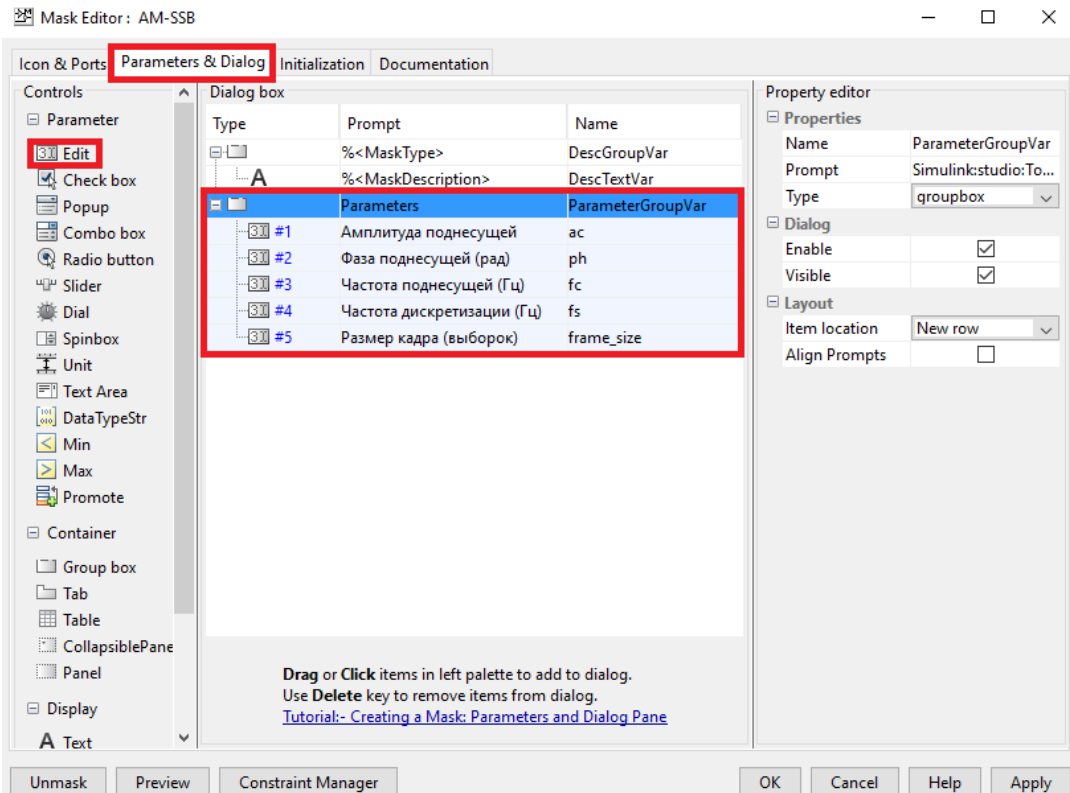 Mask Editor : AM-SSB
Icon & Ports Parameters & Dialog Initialization Documentation
Controls
Parameter
Edit
Check box
Popup
Combo box
Radio button
Slider
Dial
Spinbox
Unit
Text Area
DataTypeStr
Min
Max
Promote
Container
Group box
Tab
Table
CollapsiblePane
Panel
Display
A Text
Dialog box
Type Prompt Name
%<MaskType> DescGroupVar
A %<MaskDescription> DescTextVar
Parameters ParameterGroupVar
#1 Амплитуда поднесущей ac
#2 Фаза поднесущей (рад) ph
#3 Частота поднесущей (Гц) fc
#4 Частота дискретизации (Гц) fs
#5 Размер кадра (выборок) frame_size
Drag or Click items in left palette to add to dialog.
Use Delete key to remove items from dialog.
Tutorial:- Creating a Mask: Parameters and Dialog Pane
Property editor
Properties
Name ParameterGroupVar
Prompt Simulink:studio:To...
Type groupbox
Dialog
Enable
Visible
Layout
Item location New row
Align Prompts
Unmask Preview Constraint Manager OK Cancel Help Apply